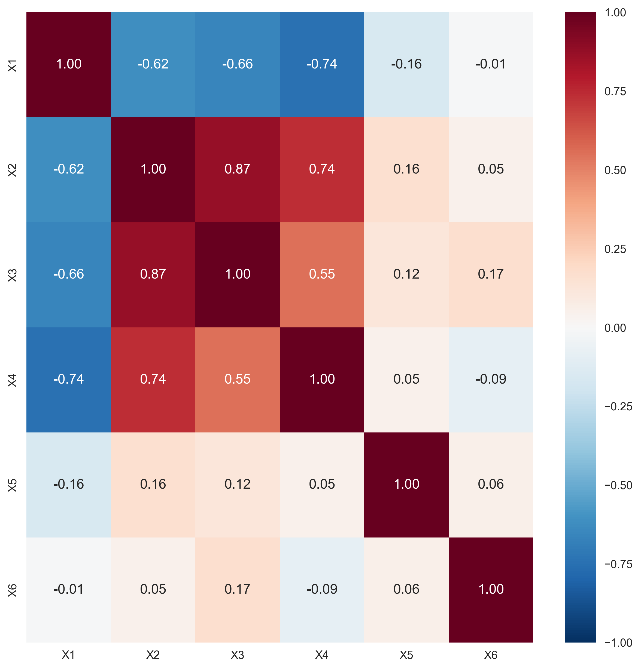 X1 1.00 -0.62 -0.66 -0.74 -0.16 -0.01
X2 -0.62 1.00 0.87 0.74 0.16 0.05
X3 -0.66 0.87 1.00 0.55 0.12 0.17
X4 -0.74 0.74 0.55 1.00 0.05 -0.09
X5 -0.16 0.16 0.12 0.05 1.00 0.06
X6 -0.01 0.05 0.17 -0.09 0.06 1.00
X1 X2 X3 X4 X5 X6
1.00
0.75
0.50
0.25
0.00
−0.25
−0.50
−0.75
−1.00